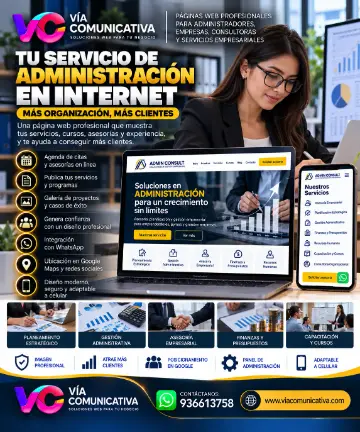 VÍA
COMUNICATIVA
SOLUCIONES WEB PARA TU NEGOCIO
PÁGINAS WEB PROFESIONALES
PARA ADMINISTRADORES,
EMPRESAS, CONSULTORAS
Y SERVICIOS EMPRESARIALES
TU SERVICIO DE
ADMINISTRACIÓN
EN INTERNET
MÁS ORGANIZACIÓN, MÁS CLIENTES
Una página web profesional que muestra
tus servicios, cursos, asesorías y experiencia,
y te ayuda a conseguir más clientes.
Agenda de citas
y asesorías en línea
Publica tus servicios
y programas
Galería de proyectos
y casos de éxito
Genera confianza
con un diseño profesional
Integración
con WhatsApp
Ubicación en Google
Maps y redes sociales
Diseño moderno,
seguro y adaptable
a celular
ADMIN CONSULT
Soluciones en
ADMINISTRACIÓN
para un crecimiento
sin límites
ADMIN CONSULT
Nuestros
Servicios
PLANEAMIENTO
ESTRATÉGICO
GESTIÓN
ADMINISTRATIVA
ASESORÍA
EMPRESARIAL
FINANZAS Y
PRESUPUESTOS
CAPACITACIÓN
Y CURSOS
IMAGEN
PROFESIONAL
ATRAE MÁS
CLIENTES
POSICIONAMIENTO
EN GOOGLE
PANEL DE
ADMINISTRACIÓN
ADAPTABLE
A CELULAR
VÍA
COMUNICATIVA
SOLUCIONES WEB PARA TU NEGOCIO
CONTÁCTANOS:
936613758
www.viacomunicativa.com